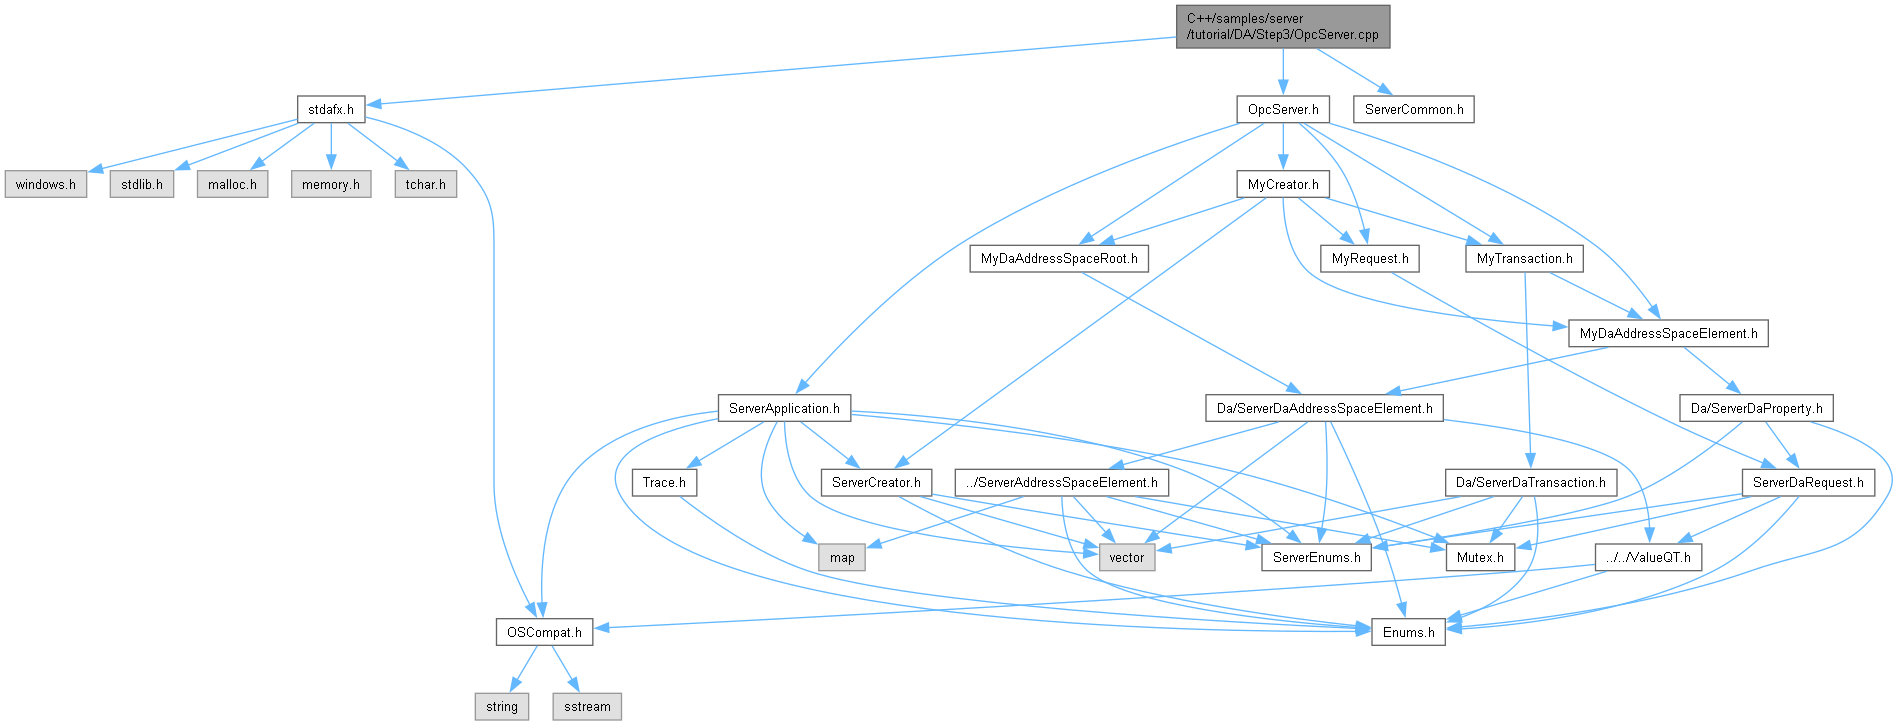 C++/samples/server
/tutorial/DA/Step3/OpcServer.cpp
stdafx.h
OpcServer.h
ServerCommon.h
windows.h
stdlib.h
malloc.h
memory.h
tchar.h
MyCreator.h
MyDaAddressSpaceRoot.h
MyRequest.h
MyTransaction.h
MyDaAddressSpaceElement.h
ServerApplication.h
Da/ServerDaAddressSpaceElement.h
Da/ServerDaProperty.h
Trace.h
ServerCreator.h
../ServerAddressSpaceElement.h
Da/ServerDaTransaction.h
ServerDaRequest.h
map
vector
ServerEnums.h
Mutex.h
../../ValueQT.h
OSCompat.h
Enums.h
string
sstream